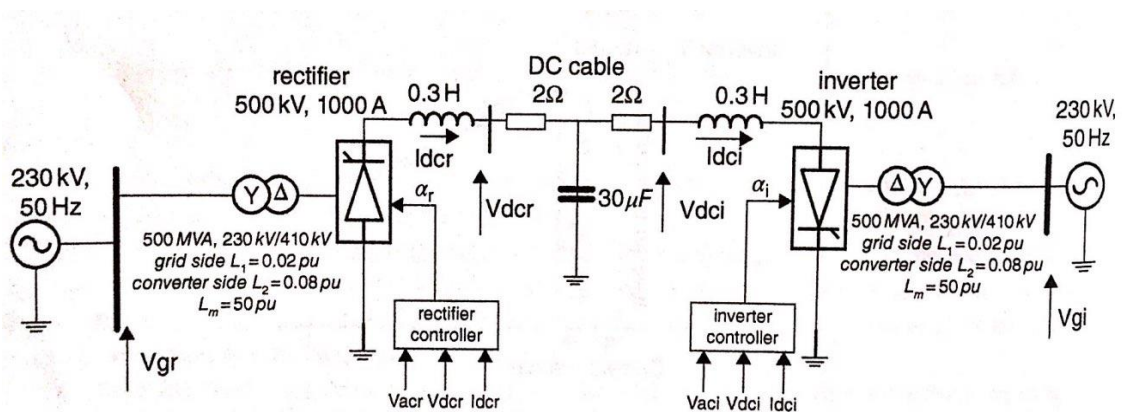 DC cable
rectifier
500 kV, 1000 A
0.3 H
2Ω
2Ω
0.3 H
inverter
500 kV, 1000 A
230 kV,
50 Hz
Idcr
Idci
230 kV,
50 Hz
Y Δ
αr
Vdcr
30 μF
Vdci
αi
Δ Y
500 MVA, 230 kV/410 kV
grid side L1 = 0.02 pu
converter side L2 = 0.08 pu
Lm = 50 pu
500 MVA, 230 kV/410 kV
grid side L1 = 0.02 pu
converter side L2 = 0.08 pu
Lm = 50 pu
rectifier
controller
inverter
controller
Vgr
Vgi
Vacr Vdcr Idcr
Vaci Vdci Idci